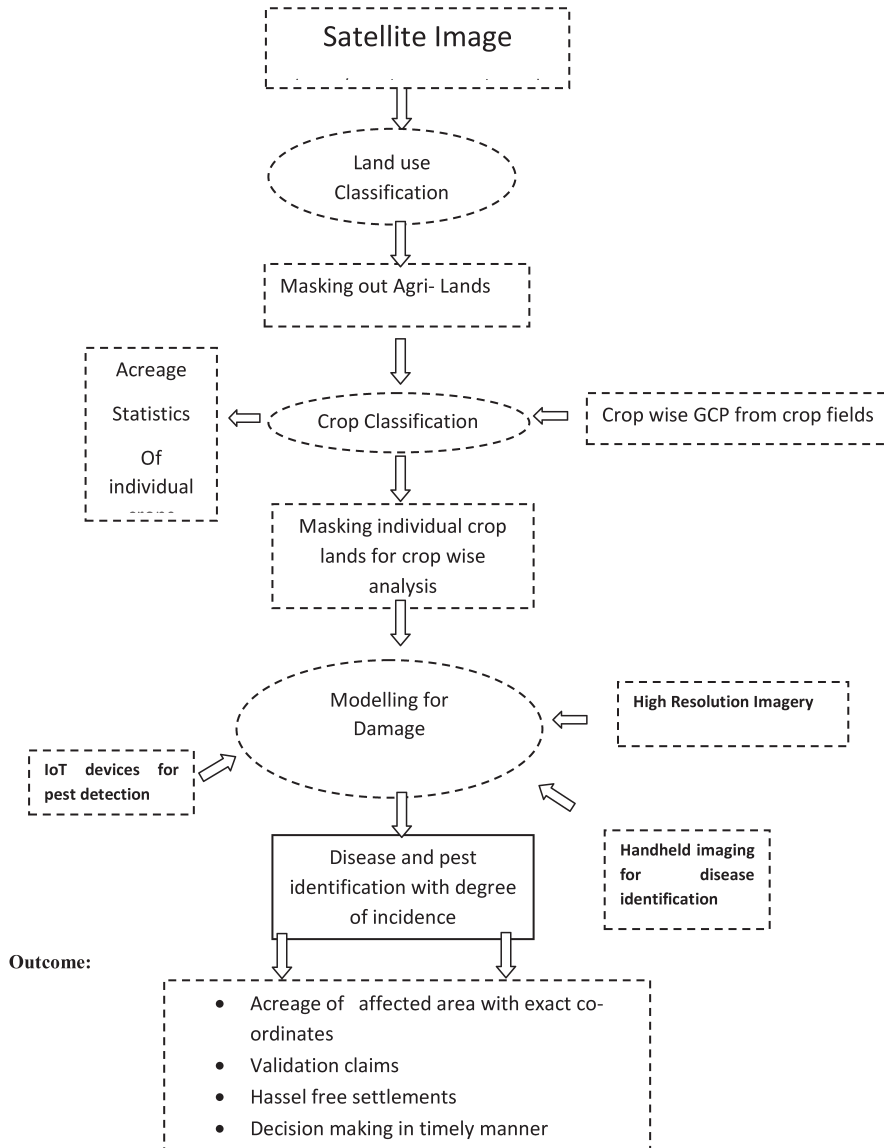 Satellite Image
Land use
Classification
Masking out Agri- Lands
Acreage
Statistics
Of
individual
Crop Classification
Crop wise GCP from crop fields
Masking individual crop
lands for crop wise
analysis
Modelling for
Damage
High Resolution Imagery
IoT devices for
pest detection
Handheld imaging
for disease
identification
Disease and pest
identification with degree
of incidence
Outcome:
• Acreage of affected area with exact co-
ordinates
• Validation claims
• Hassel free settlements
• Decision making in timely manner